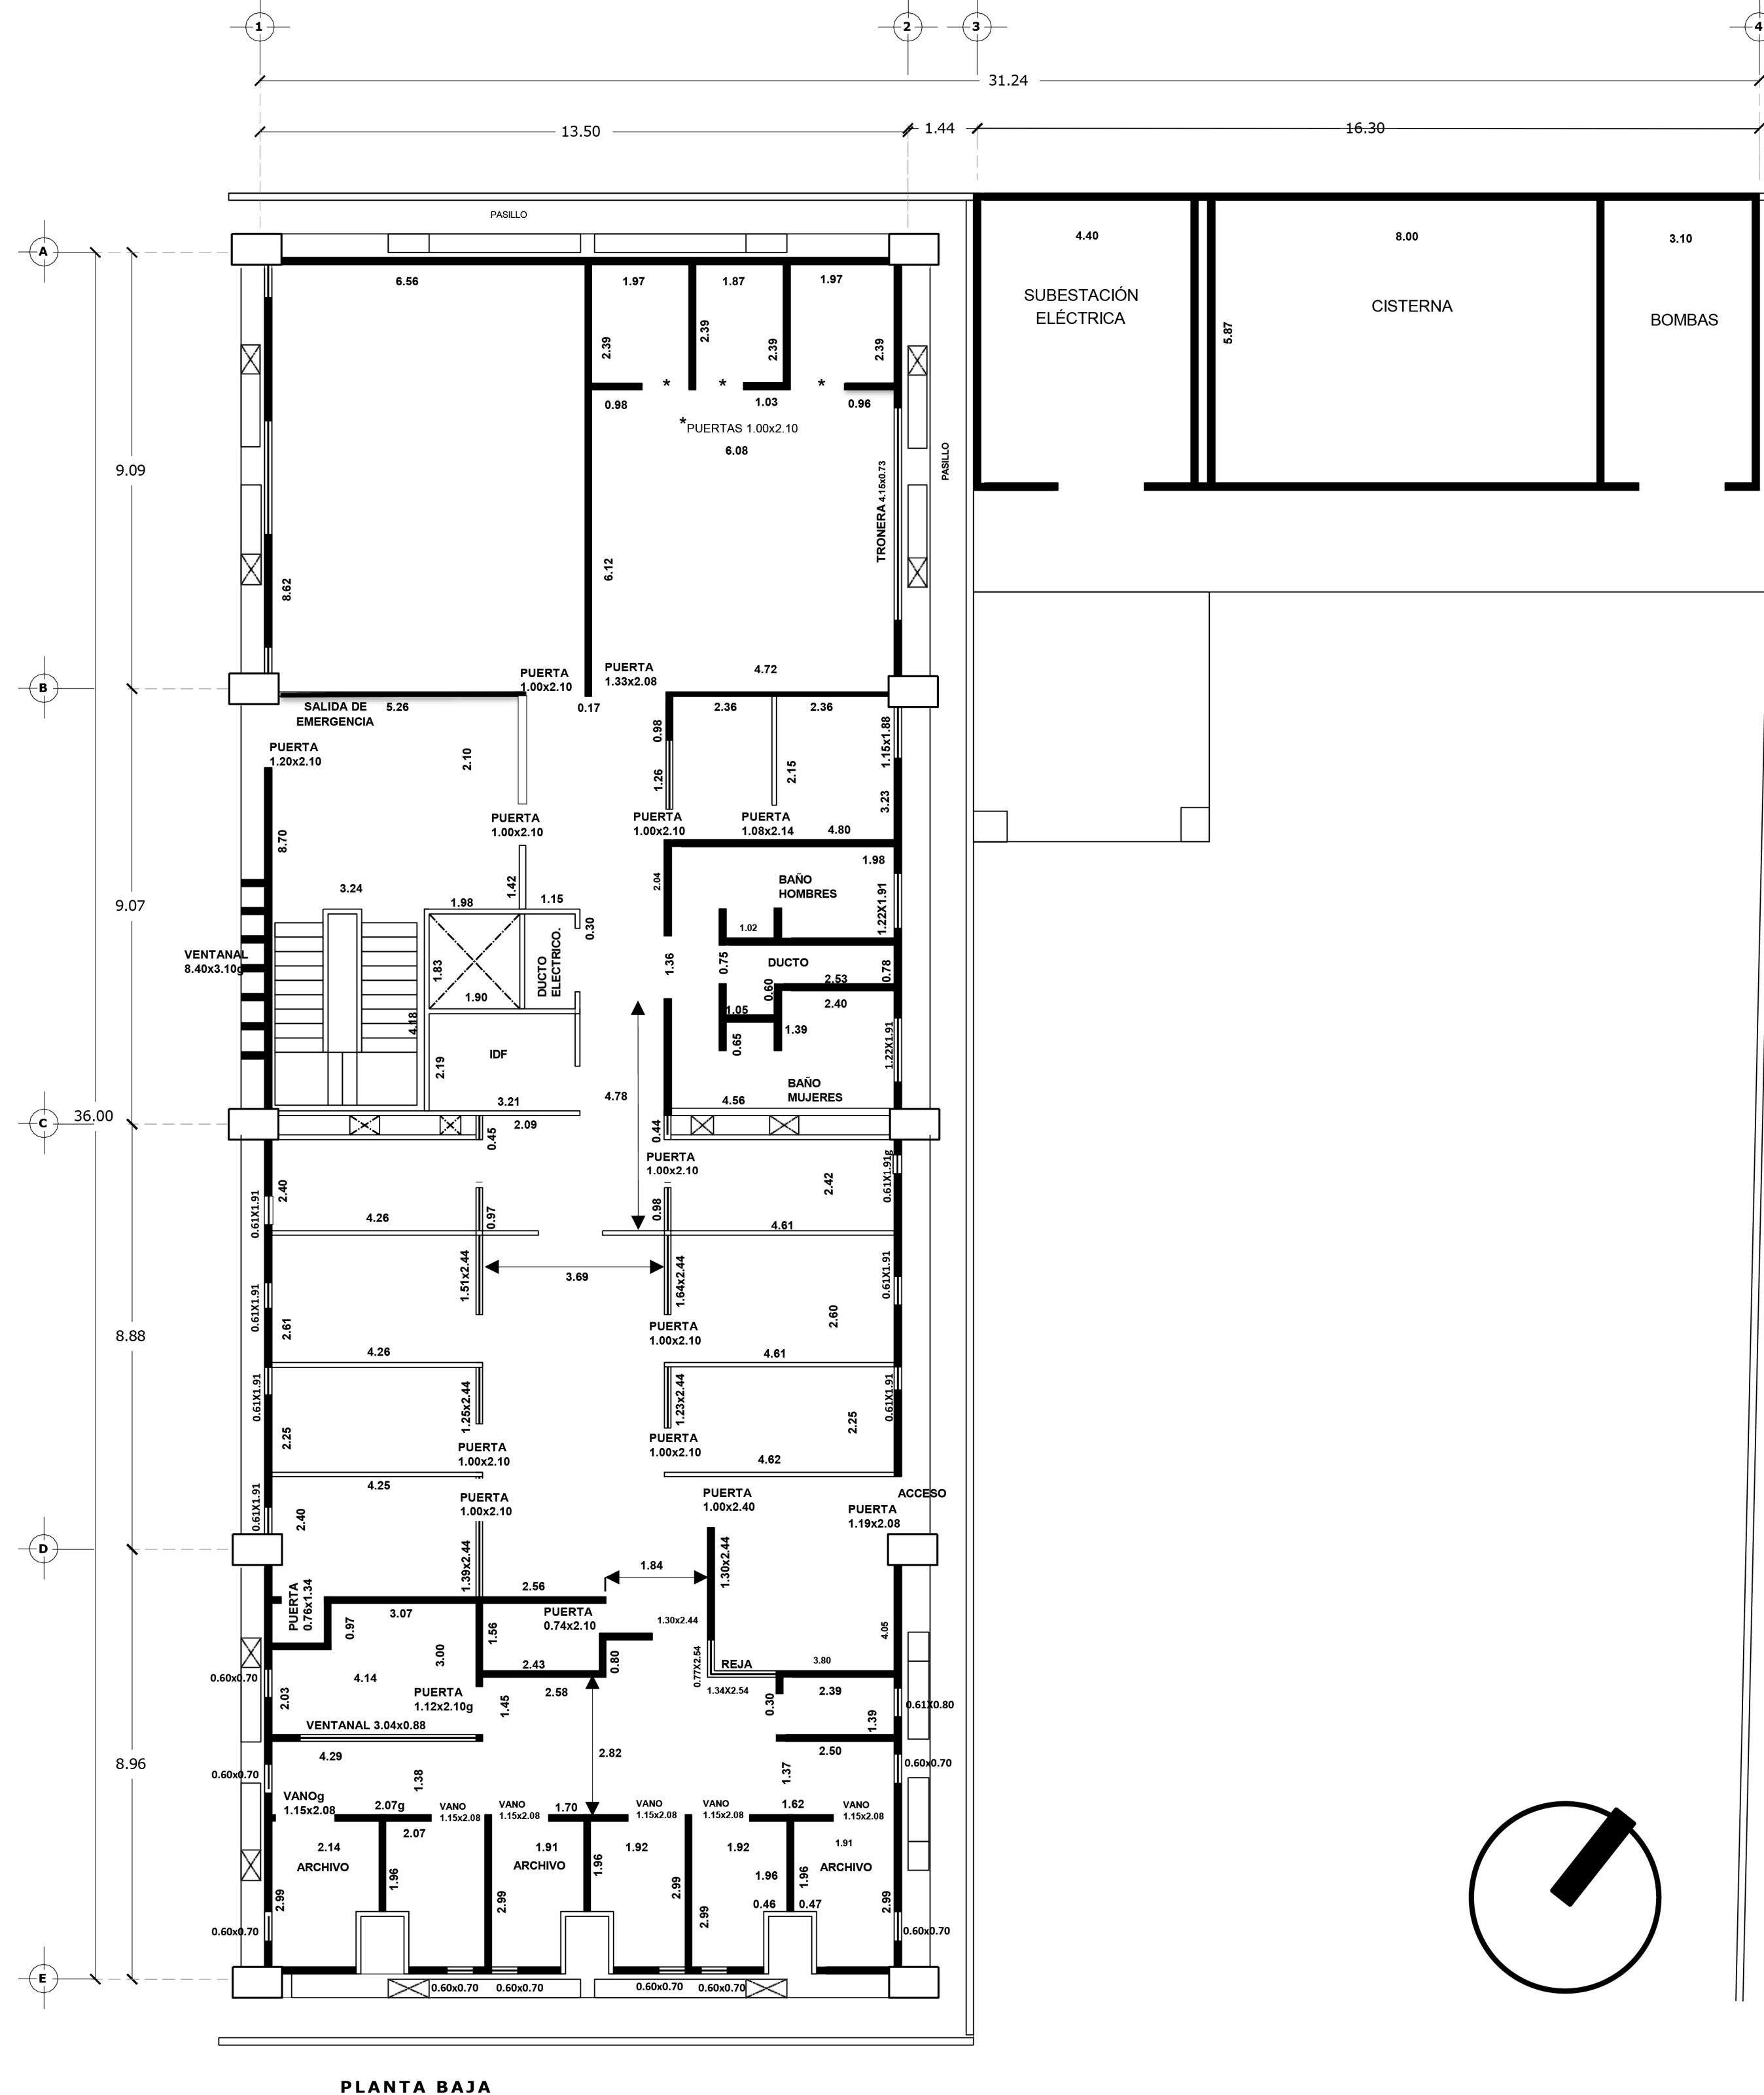 1
2
3
4
31.24
13.50
1.44
16.30
PASILLO
A
4.40
8.00
3.10
6.56
1.97
1.87
1.97
SUBESTACIÓN
ELÉCTRICA
CISTERNA
BOMBAS
5.87
2.39
2.39
2.39
2.39
*
*
*
0.98
1.03
0.96
*PUERTAS 1.00x2.10
6.08
PASILLO
9.09
TRONERA 4.15x0.73
6.12
8.62
PUERTA
1.00x2.10
PUERTA
1.33x2.08
4.72
B
SALIDA DE
EMERGENCIA
5.26
0.17
2.36
2.36
0.98
1.15x1.88
PUERTA
1.20x2.10
2.10
1.26
2.15
3.23
PUERTA
1.00x2.10
PUERTA
1.00x2.10
PUERTA
1.08x2.14
4.80
8.70
1.98
3.24
1.42
2.04
BAÑO
HOMBRES
1.98
1.15
9.07
0.30
1.02
1.22X1.91
VENTANAL
8.40x3.10g
1.83
DUCTO
ELECTRICO.
1.36
0.75
DUCTO
0.78
1.90
0.60
2.53
2.40
1.05
4.18
1.39
0.65
1.22X1.91
IDF
2.19
BAÑO
MUJERES
4.78
3.21
4.56
C
36.00
2.09
0.45
0.44
PUERTA
1.00x2.10
2.42
0.61X1.91g
2.40
0.61X1.91
4.26
0.97
0.98
4.61
1.51x2.44
3.69
1.64x2.44
0.61X1.91
0.61X1.91
2.61
2.60
8.88
PUERTA
1.00x2.10
4.26
4.61
0.61X1.91
1.25x2.44
1.23x2.44
0.61X1.91
2.25
2.25
PUERTA
1.00x2.10
PUERTA
1.00x2.10
4.62
4.25
0.61X1.91
2.40
PUERTA
1.00x2.10
PUERTA
1.00x2.40
ACCESO
PUERTA
1.19x2.08
D
1.39x2.44
1.84
1.30x2.44
2.56
PUERTA
0.76x1.34
3.07
0.97
PUERTA
0.74x2.10
1.30x2.44
1.56
4.05
3.00
0.80
0.77X2.54
REJA
3.80
0.60x0.70
4.14
2.43
2.58
1.34X2.54
2.39
2.03
PUERTA
1.12x2.10g
1.45
0.30
0.61X0.80
1.39
VENTANAL 3.04x0.88
4.29
2.82
2.50
8.96
0.60x0.70
1.38
1.37
0.60x0.70
VANOg
1.15x2.08
2.07g
VANO
1.15x2.08
VANO
1.15x2.08
1.70
VANO
1.15x2.08
VANO
1.15x2.08
1.62
VANO
1.15x2.08
2.07
2.14
ARCHIVO
1.96
1.91
ARCHIVO
1.96
1.92
1.92
1.91
ARCHIVO
1.96
1.96
2.99
2.99
2.99
2.99
0.46
0.47
2.99
0.60x0.70
0.60x0.70
E
0.60x0.70
0.60x0.70
0.60x0.70
0.60x0.70
PLANTA BAJA